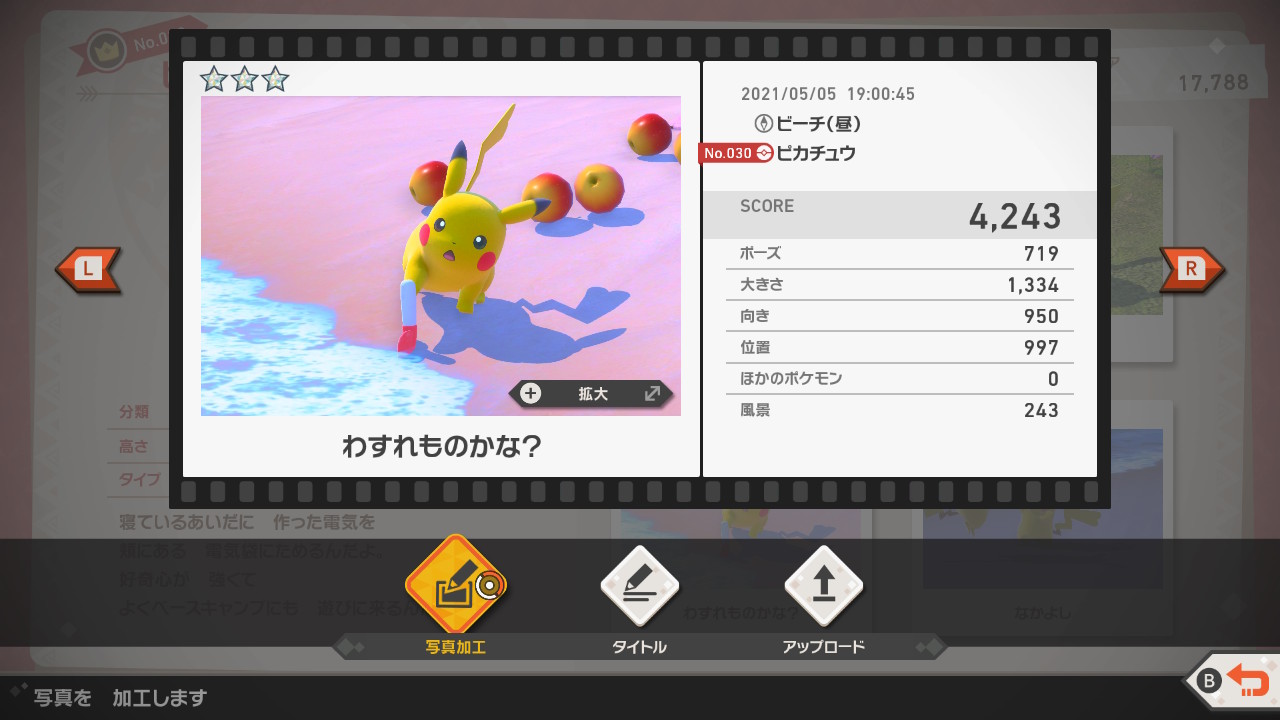 No.0
17,788
2021/05/05 19:00:45
ビーチ(昼)
No.030 ピカチュウ
SCORE 4,243
ポーズ 719
大きさ 1,334
向き 950
位置 997
ほかのポケモン 0
風景 243
L
R
+ 拡大
わすれものかな?
分類
高さ
タイプ
寝ているあいだに 作った電気を
頬にある 電気袋にためるんだよ。
好奇心が 強くて
よくベースキャンプにも 遊びに来る
わすれものかな?
なかよし
写真加工
タイトル
アップロード
写真を 加工します
B